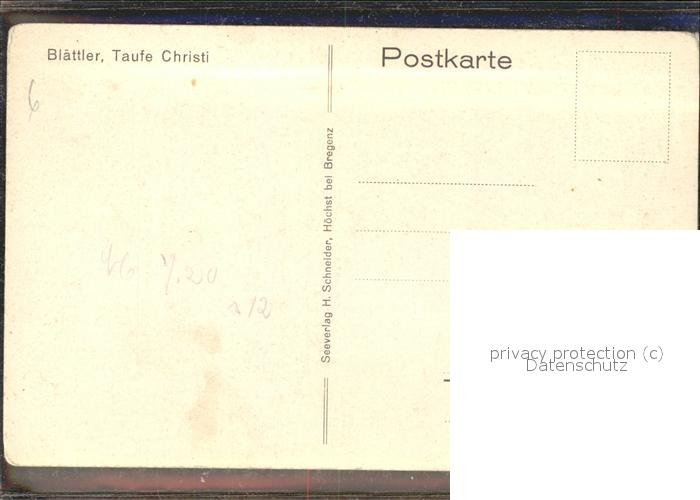 Blättler, Taufe Christi
Postkarte
6
Seeverlag H. Schneider, Höchst bei Bregenz
privacy protection (c)
Datenschutz